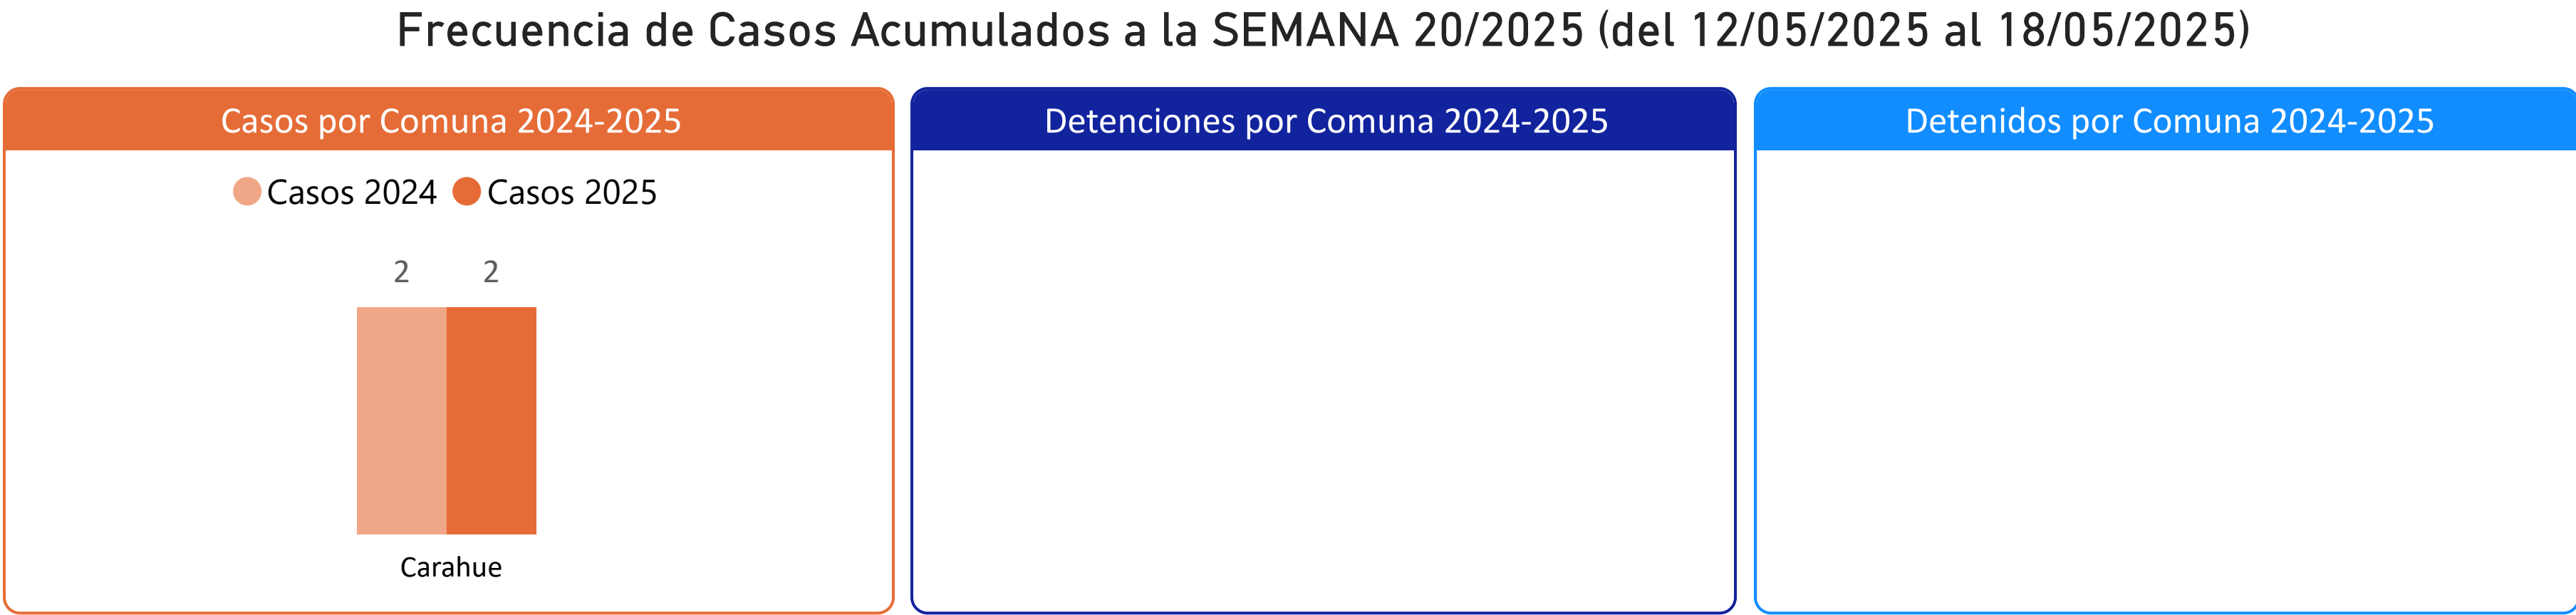 Frecuencia de Casos Acumulados a la SEMANA 20/2025 (del 12/05/2025 al 18/05/2025)
Casos por Comuna 2024-2025
Casos 2024 Casos 2025
2 2
Carahue
Detenciones por Comuna 2024-2025
Detenidos por Comuna 2024-2025